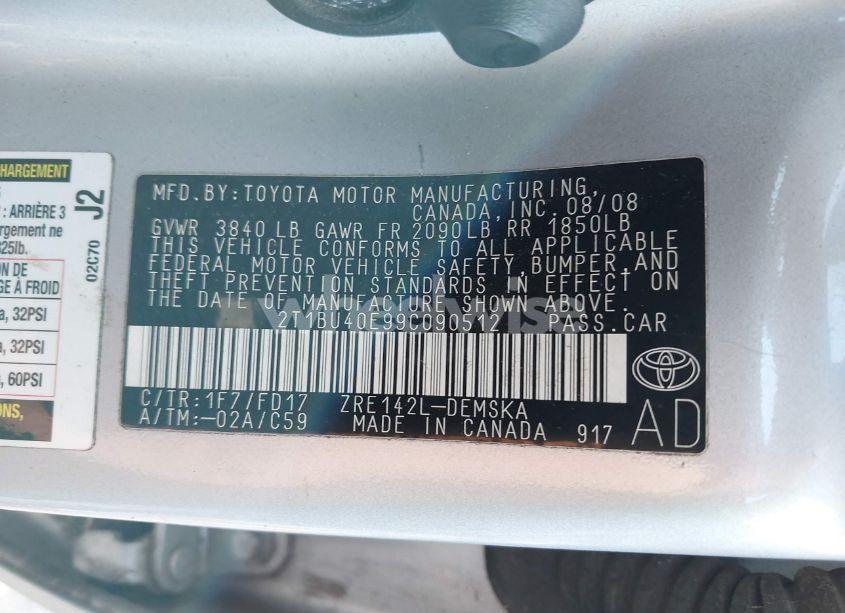 HARGEMENT
: ARRIÈRE 3
rgement ne
825lb.
ON DE
GE À FROID
a, 32PSI
a, 32PSI
a, 60PSI
ONS,
J2
02C70
MFD.BY:TOYOTA MOTOR MANUFACTURING,
CANADA,INC. 08/08
GVWR 3840 LB GAWR FR 2090LB RR 1850LB
THIS VEHICLE CONFORMS TO ALL APPLICABLE
FEDERAL MOTOR VEHICLE SAFETY,BUMPER,AND
THEFT PREVENTION STANDARDS IN EFFECT ON
THE DATE OF MANUFACTURE SHOWN ABOVE.
2T1BU40E99C090512 PASS.CAR
C/TR:1F7/FD17 ZRE142L-DEMSKA
A/TM:-02A/C59 MADE IN CANADA 917
AD